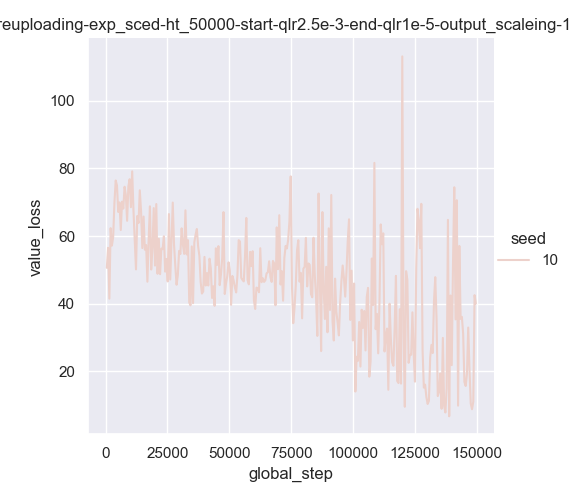 reuploading-exp_sced-ht_50000-start-qlr2.5e-3-end-qlr1e-5-output_scaleing-1
100
80
60
40
20
value_loss
0 25000 50000 75000 100000 125000 150000
global_step
seed
10